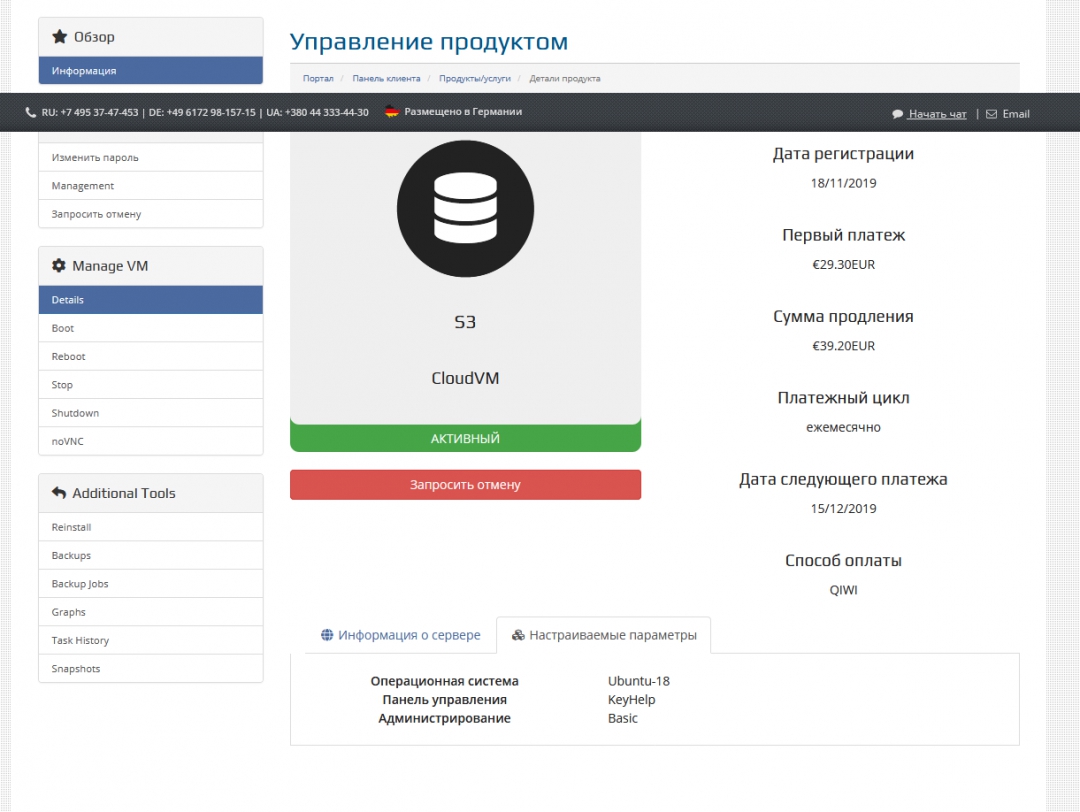 Обзор
Информация
Управление продуктом
Портал / Панель клиента / Продукты/услуги / Детали продукта
RU: +7 495 37-47-453 | DE: +49 6172 98-157-15 | UA: +380 44 333-44-30 Размещено в Германии Начать чат | Email
Изменить пароль
Management
Запросить отмену
Manage VM
Details
Boot
Reboot
Stop
Shutdown
noVNC
Additional Tools
Reinstall
Backups
Backup Jobs
Graphs
Task History
Snapshots
S3
CloudVM
АКТИВНЫЙ
Запросить отмену
Дата регистрации
18/11/2019
Первый платеж
€29.30EUR
Сумма продления
€39.20EUR
Платежный цикл
ежемесячно
Дата следующего платежа
15/12/2019
Способ оплаты
QIWI
Информация о сервере Настраиваемые параметры
Операционная система Ubuntu-18
Панель управления KeyHelp
Администрирование Basic